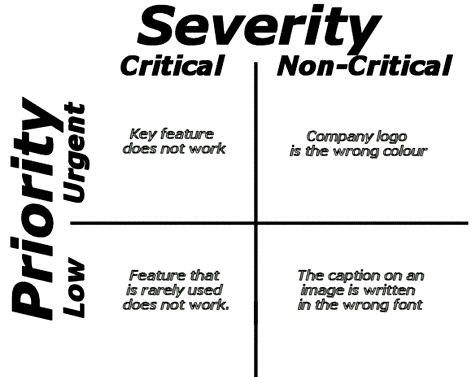 Severity
Critical Non-Critical
Priority
Urgent
Key feature
does not work
Company logo
is the wrong colour
Low
Feature that
is rarely used
does not work.
The caption on an
image is written
in the wrong font